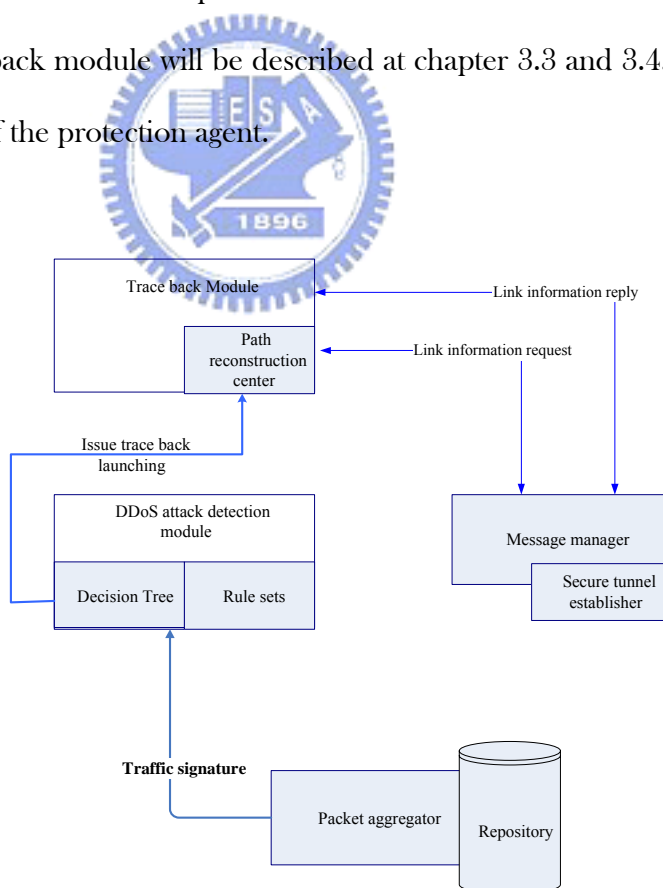 back module will be described at chapter 3.3 and 3.4.
f the protection agent.
E S A
1896
Trace back Module
Link information reply
Path
reconstruction
center
Link information request
Issue trace back
launching
DDoS attack detection
module
Message manager
Decision Tree
Rule sets
Secure tunnel
establisher
Traffic signature
Packet aggregator
Repository